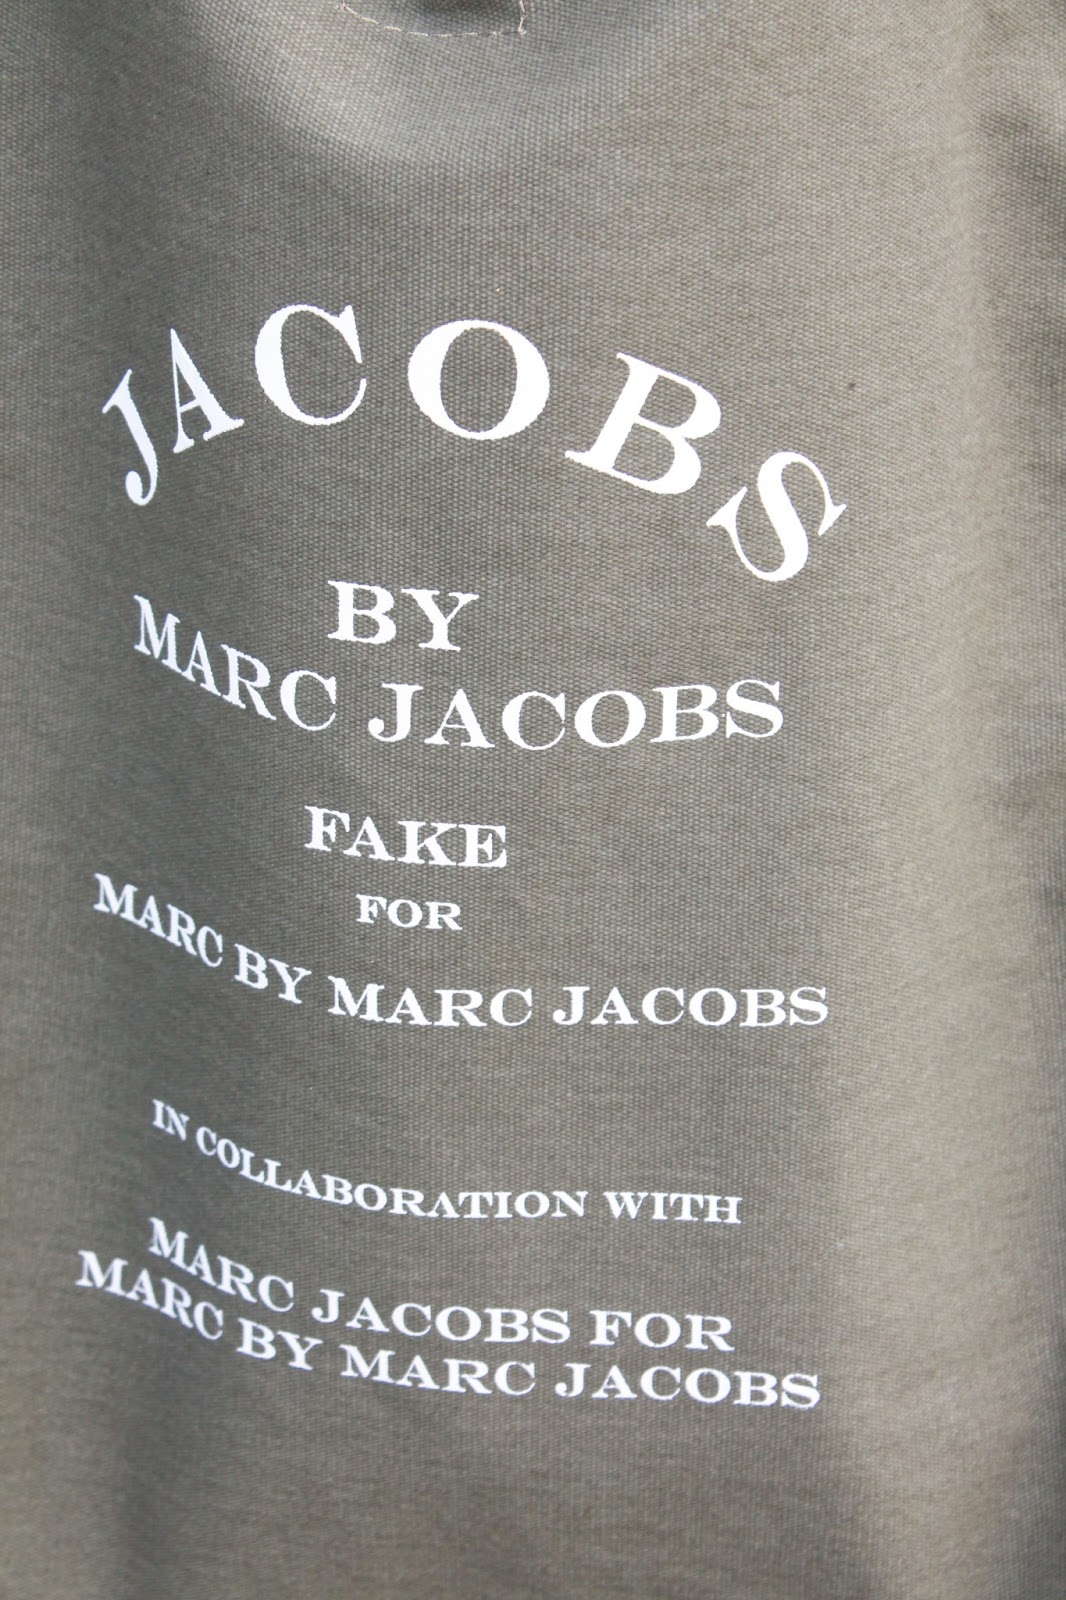 JACOBS
BY
MARC JACOBS
FAKE
FOR
MARC BY MARC JACOBS
IN COLLABORATION WITH
MARC JACOBS FOR
MARC BY MARC JACOBS